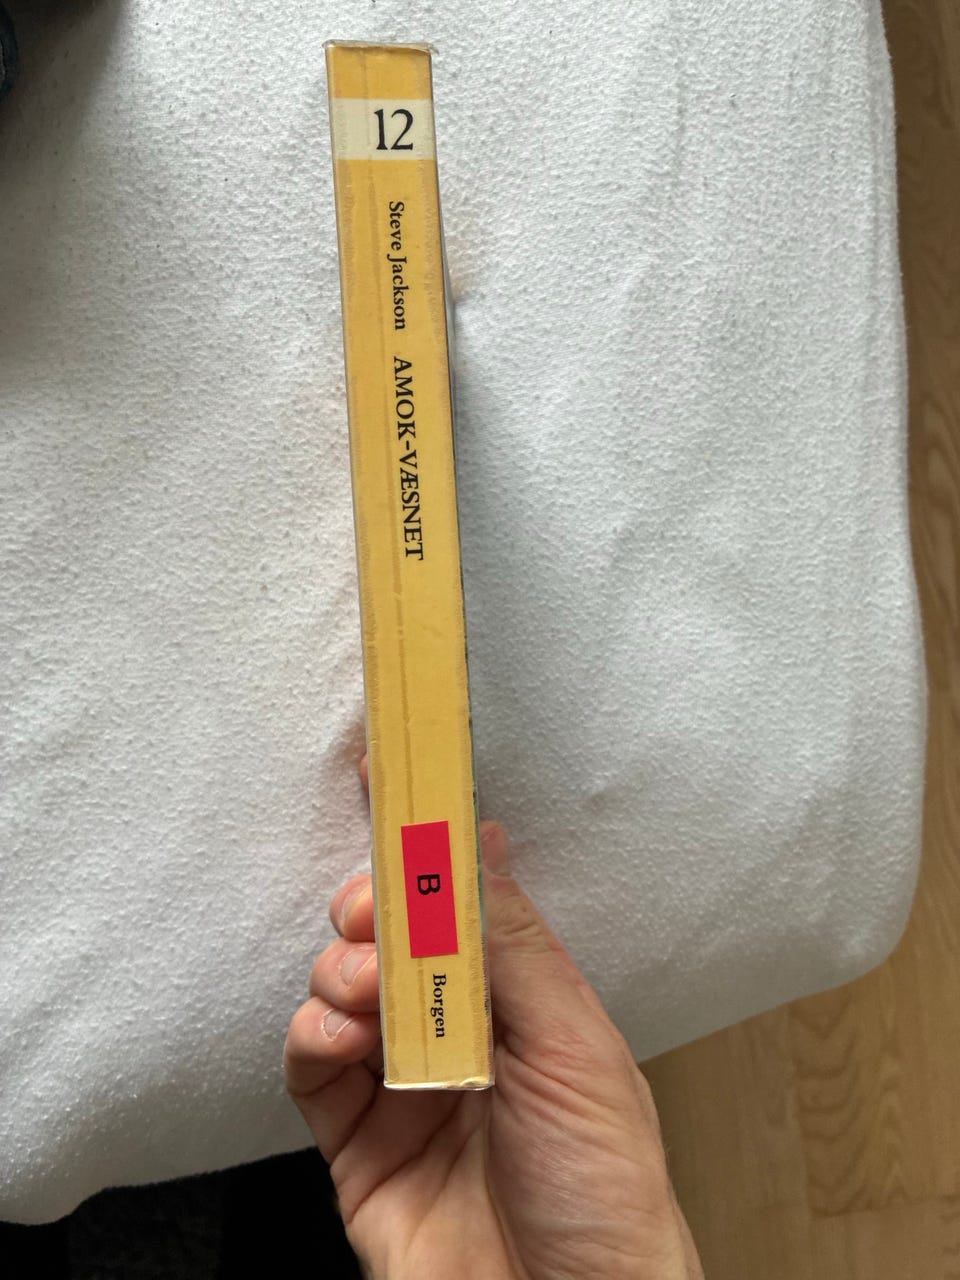 12
Steve Jackson AMOK-VÆSNET
B
Borgen